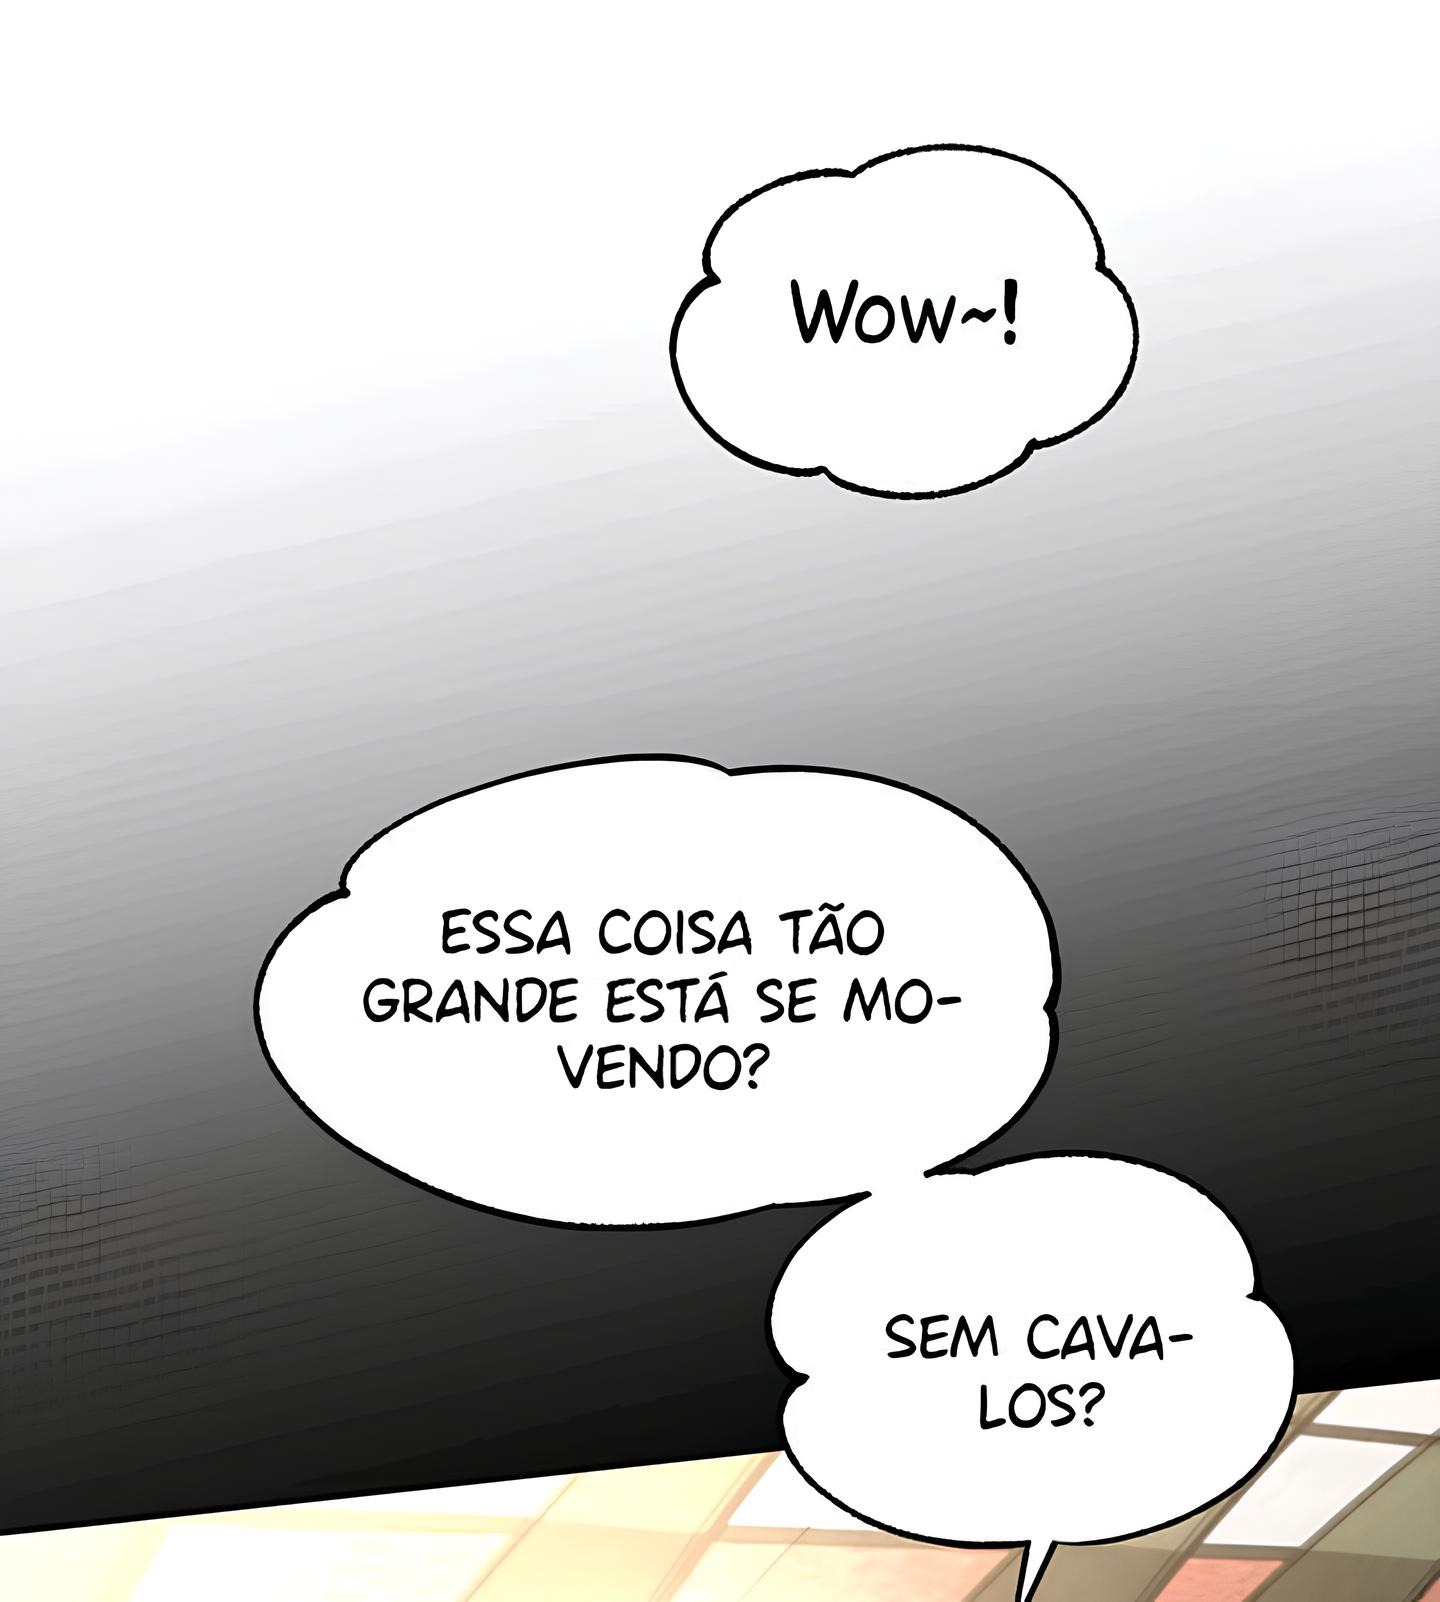 Wow~!
ESSA COISA TÃO
GRANDE ESTÁ SE MO-
VENDO?
SEM CAVA-
LOS?